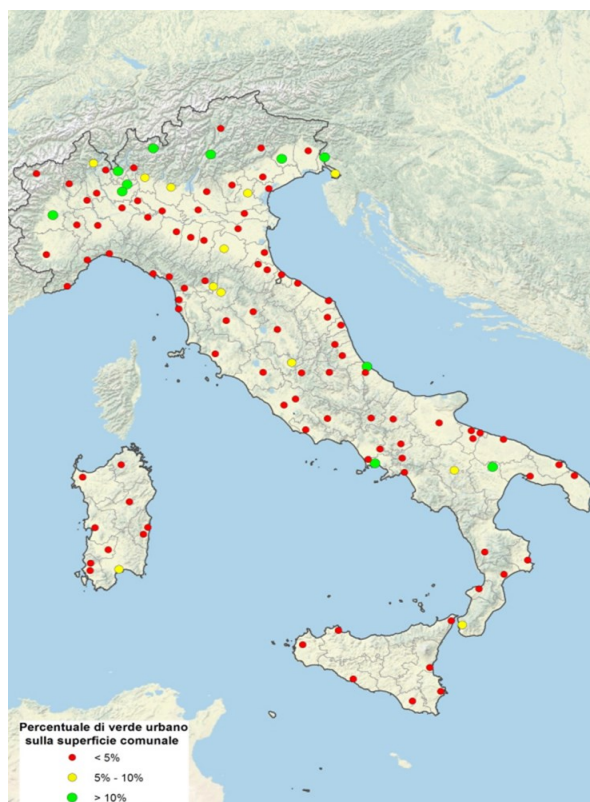 Percentuale di verde urbano
sulla superficie comunale
< 5%
5% - 10%
> 10%